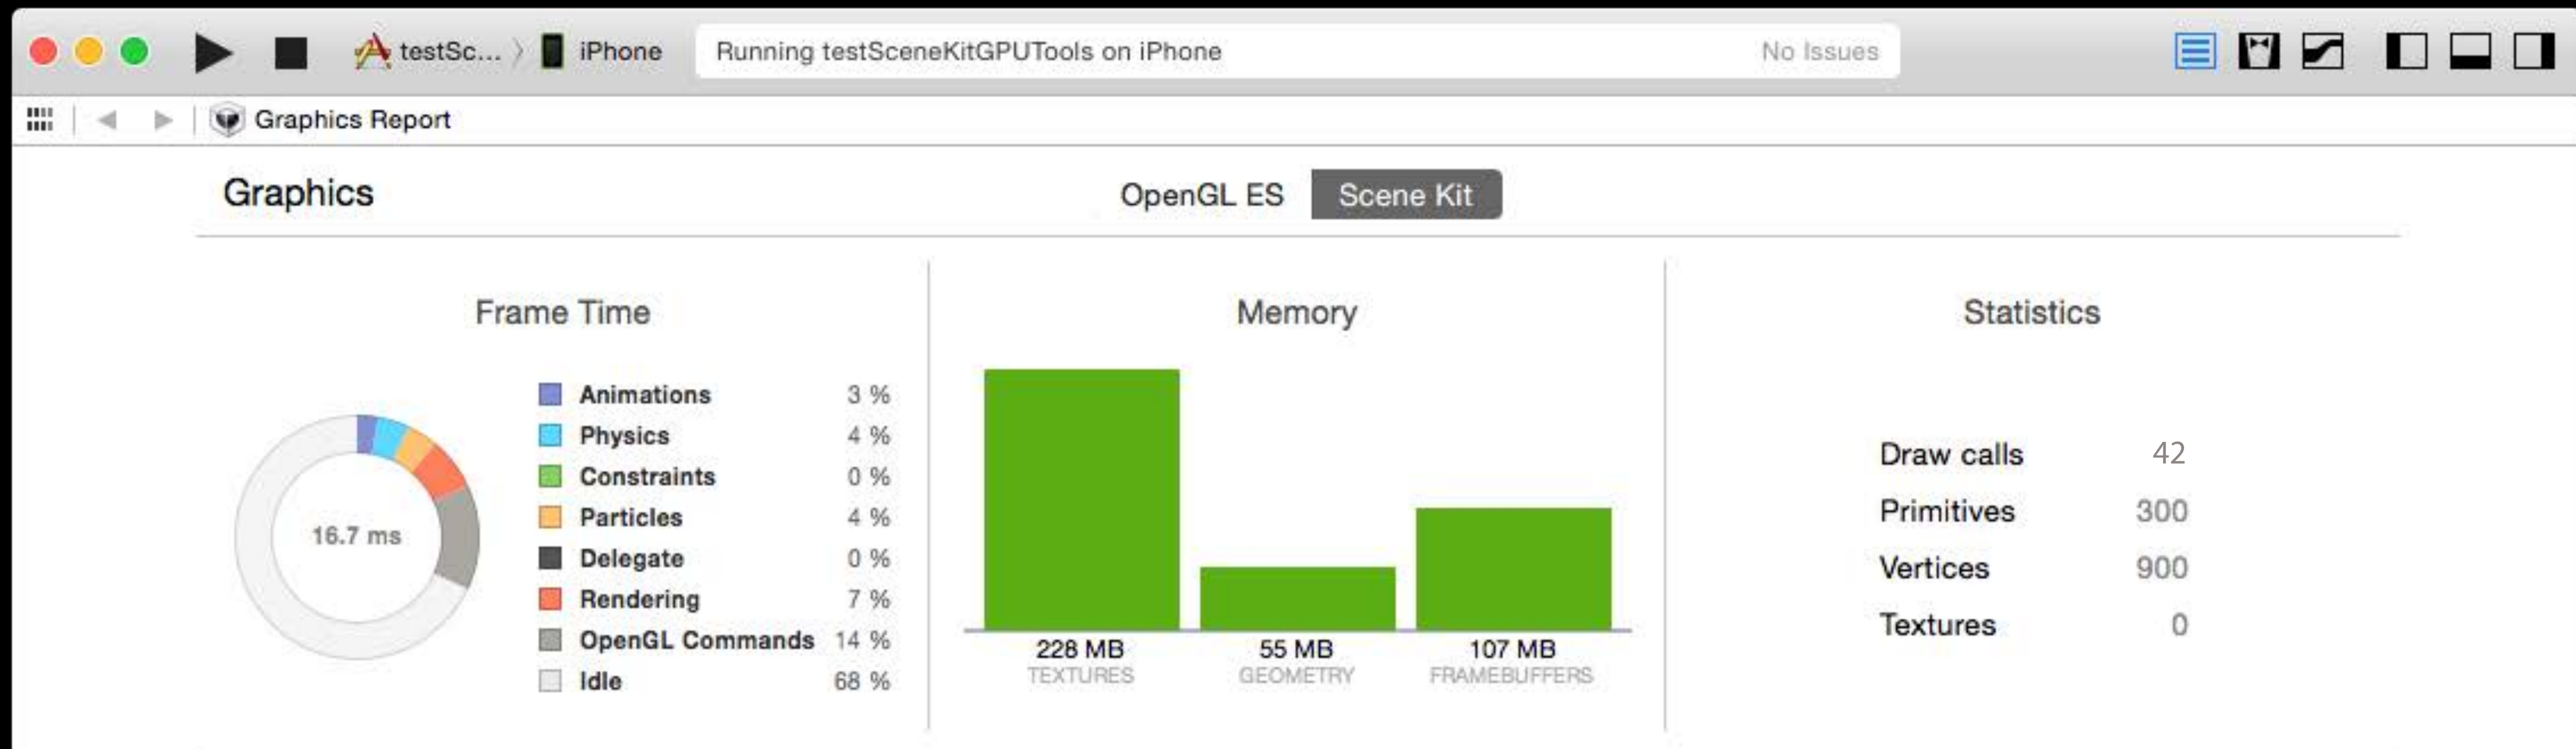 testSc... iPhone Running testSceneKitGPUTools on iPhone No Issues
Graphics Report
Graphics OpenGL ES Scene Kit
Frame Time
16.7 ms
Animations 3 %
Physics 4 %
Constraints 0 %
Particles 4 %
Delegate 0 %
Rendering 7 %
OpenGL Commands 14 %
Idle 68 %
Memory
228 MB 55 MB 107 MB
TEXTURES GEOMETRY FRAMEBUFFERS
Statistics
Draw calls 42
Primitives 300
Vertices 900
Textures 0